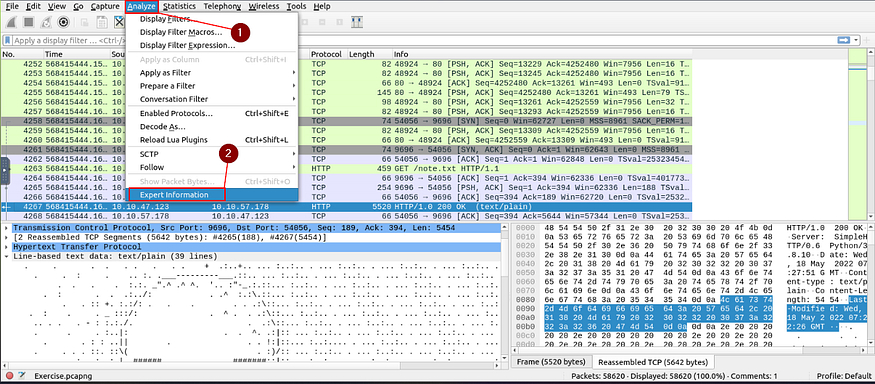 File Edit View Go Capture Analyze Statistics Telephony Wireless Tools Help
Display Filters...
1
Display Filter Macros...
Display Filter Expression...
Apply a display filter ... <Ctrl-/>
No. Time Sou Protocol Length Info
Apply as Column Ctrl+Shift+I
Apply as Filter
Prepare a Filter
Conversation Filter
Enabled Protocols... Ctrl+Shift+E
Decode As...
Reload Lua Plugins Ctrl+Shift+L
SCTP
2
Follow
Show Packet Bytes... Ctrl+Shift+O
Expert Information
4252 568415444.15... TCP 82 48924 → 80 [PSH, ACK] Seq=13229 Ack=4252480 Win=7956 Len=16 T...
4253 568415444.15... TCP 82 48924 → 80 [PSH, ACK] Seq=13245 Ack=4252480 Win=7956 Len=16 T...
4254 568415444.15... TCP 66 80 → 48924 [ACK] Seq=4252480 Ack=13261 Win=493 Len=0 TSval=91...
4255 568415444.15... TCP 145 80 → 48924 [PSH, ACK] Seq=4252480 Ack=13261 Win=493 Len=79 TS...
4256 568415444.16... TCP 98 48924 → 80 [PSH, ACK] Seq=13261 Ack=4252559 Win=7956 Len=32 T...
4257 568415444.16... TCP 82 48924 → 80 [PSH, ACK] Seq=13293 Ack=4252559 Win=7956 Len=16 T...
4258 568415444.16... TCP 74 54056 → 9696 [SYN] Seq=0 Win=62727 Len=0 MSS=8961 SACK_PERM=1...
4259 568415444.16... TCP 82 48924 → 80 [PSH, ACK] Seq=13309 Ack=4252559 Win=7956 Len=16 T...
TCP 66 80 → 48924 [ACK] Seq=4252559 Ack=13309 Win=493 Len=0 TSval=91...
TCP 74 9696 → 54056 [SYN, ACK] Seq=0 Ack=1 Win=62643 Len=0 MSS=8961 ...
4262 568415444.16... TCP 66 54056 → 9696 [ACK] Seq=1 Ack=1 Win=62848 Len=0 TSval=25323454...
4263 568415444.16... HTTP 459 GET /note.txt HTTP/1.1
4264 568415444.16... TCP 66 9696 → 54056 [ACK] Seq=1 Ack=394 Win=62336 Len=0 TSval=401773...
4265 568415444.16... TCP 254 9696 → 54056 [PSH, ACK] Seq=1 Ack=394 Win=62336 Len=188 TSval...
4266 568415444.16... TCP 66 54056 → 9696 [ACK] Seq=394 Ack=189 Win=62720 Len=0 TSval=2532...
4267 568415444.16... 10.10.47.123 10.10.57.178 HTTP 5520 HTTP/1.0 200 OK (text/plain)
4268 568415444.16... 10.10.57.178 10.10.47.123 TCP 66 54056 → 9696 [ACK] Seq=394 Ack=5644 Win=57344 Len=0 TSval=253...
Transmission Control Protocol, Src Port: 9696, Dst Port: 54056, Seq: 189, Ack: 394, Len: 5454
[2 Reassembled TCP Segments (5642 bytes): #4265(188), #4267(5454)]
Hypertext Transfer Protocol
Line-based text data: text/plain (39 lines)
0000 48 54 54 50 2f 31 2e 30 20 32 30 30 20 4f 4b 0d HTTP/1.0 200 OK
0010 0a 53 65 72 76 65 72 3a 20 53 69 6d 70 6c 65 48 Server: SimpleH
0020 54 54 50 2f 30 2e 36 20 50 79 74 68 6f 6e 2f 33 TTP/0.6 Python/3
0030 2e 38 2e 31 30 0d 0a 44 61 74 65 3a 20 57 65 64 .8.10 Date: Wed
0040 2c 20 31 38 20 4d 61 79 20 32 30 32 32 20 30 37 , 18 May 2022 07
0050 3a 32 37 3a 35 31 20 47 4d 54 0d 0a 43 6f 6e 74 :27:51 GMT Cont
0060 65 6e 74 2d 74 79 70 65 3a 20 74 65 78 74 2f 70 ent-type: text/p
0070 6c 61 69 6e 0d 0a 43 6f 6e 74 65 6e 74 2d 4c 65 lain Content-Le
0080 6e 67 74 68 3a 20 35 34 35 34 0d 0a 4c 61 73 74 ngth: 5454 Last
0090 2d 4d 6f 64 69 66 69 65 64 3a 20 57 65 64 2c 20 -Modified: Wed,
00a0 31 38 20 4d 61 79 20 32 30 32 32 20 30 37 3a 32 18 May 2022 07:2
00b0 32 3a 32 36 20 47 4d 54 0d 0a 0d 0a 20 20 20 20 2:26 GMT
Frame (5520 bytes) Reassembled TCP (5642 bytes)
Exercise.pcapng Packets: 58620 · Displayed: 58620 (100.0%) · Comments: 1 Profile: Default